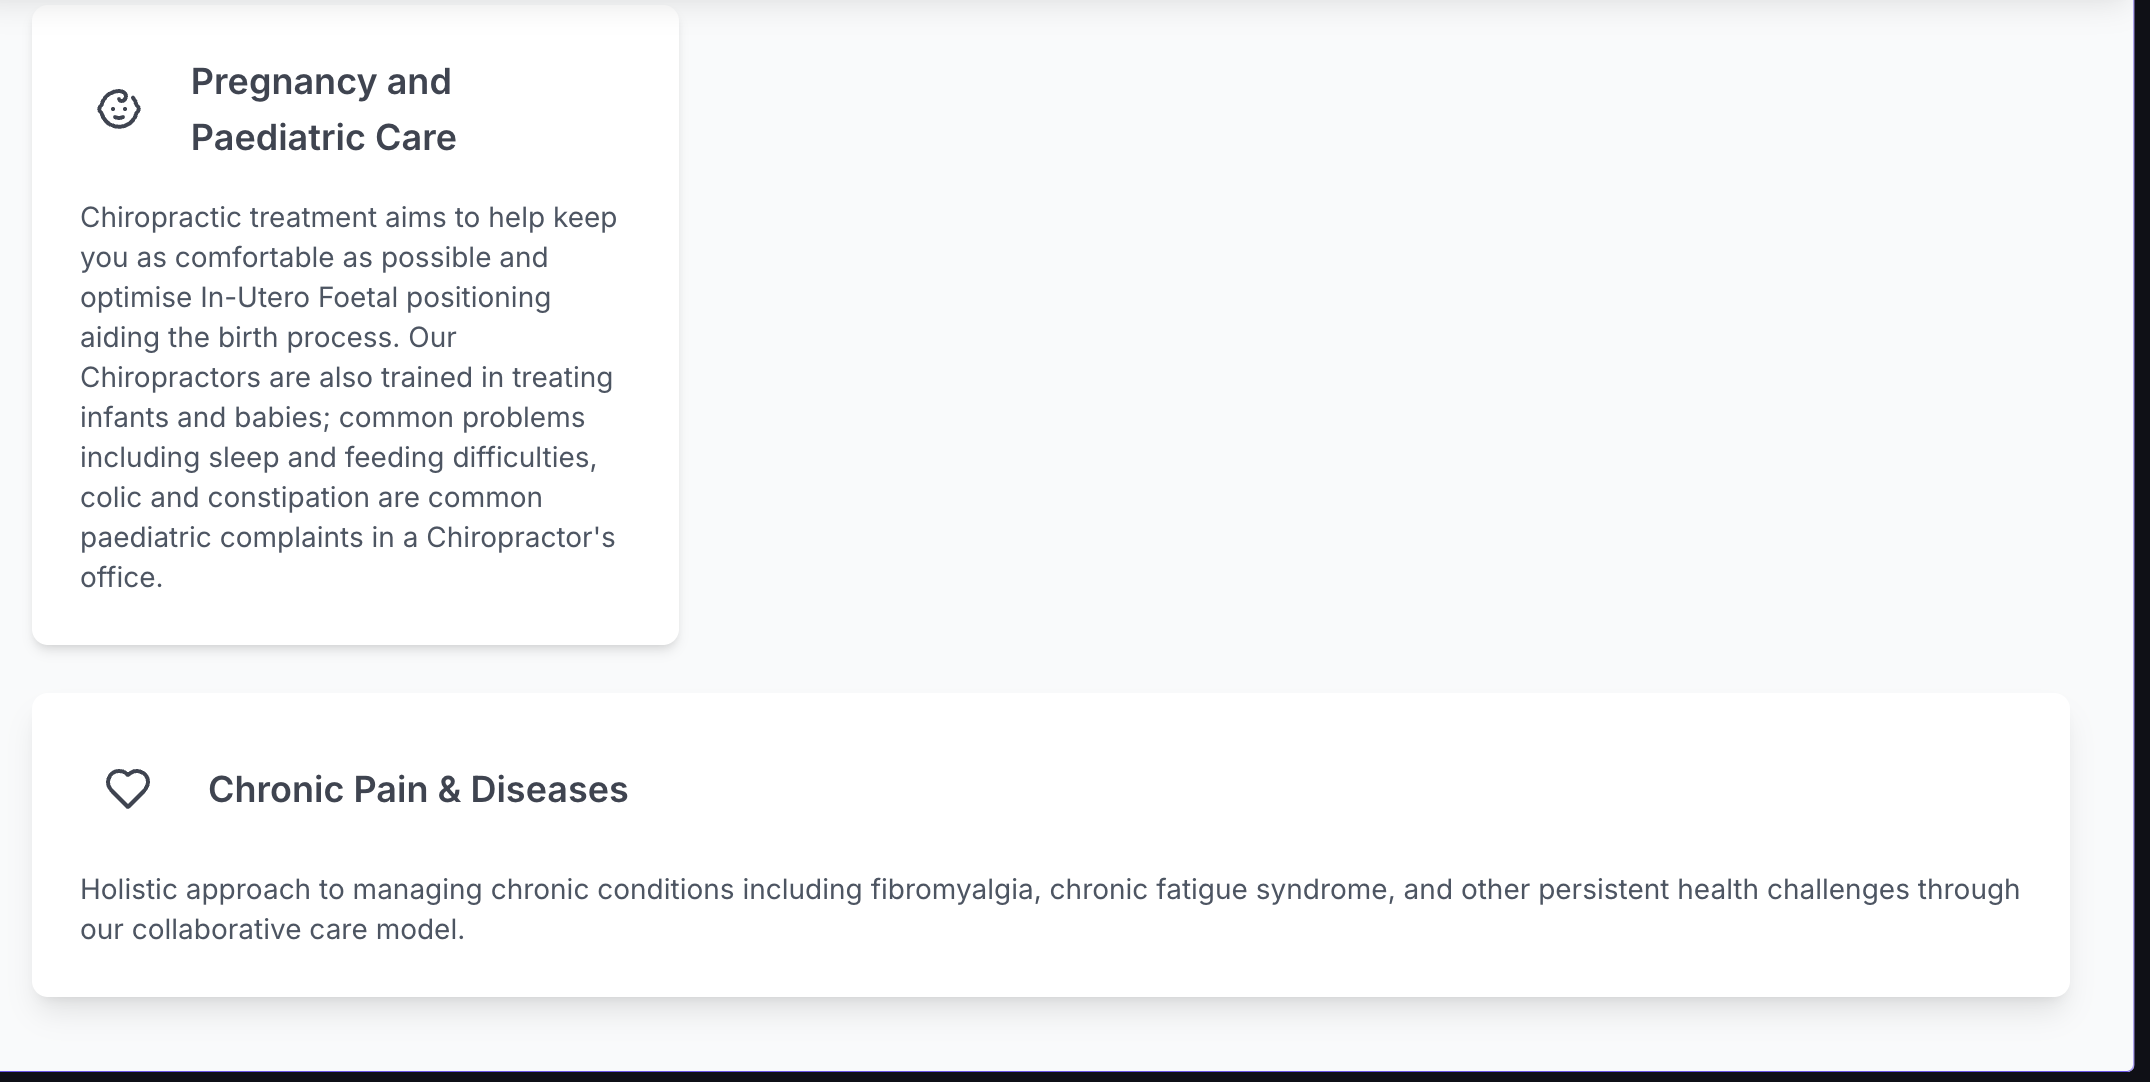 Pregnancy and
Paediatric Care
Chiropractic treatment aims to help keep
you as comfortable as possible and
optimise In-Utero Foetal positioning
aiding the birth process. Our
Chiropractors are also trained in treating
infants and babies; common problems
including sleep and feeding difficulties,
colic and constipation are common
paediatric complaints in a Chiropractor's
office.
Chronic Pain & Diseases
Holistic approach to managing chronic conditions including fibromyalgia, chronic fatigue syndrome, and other persistent health challenges through
our collaborative care model.